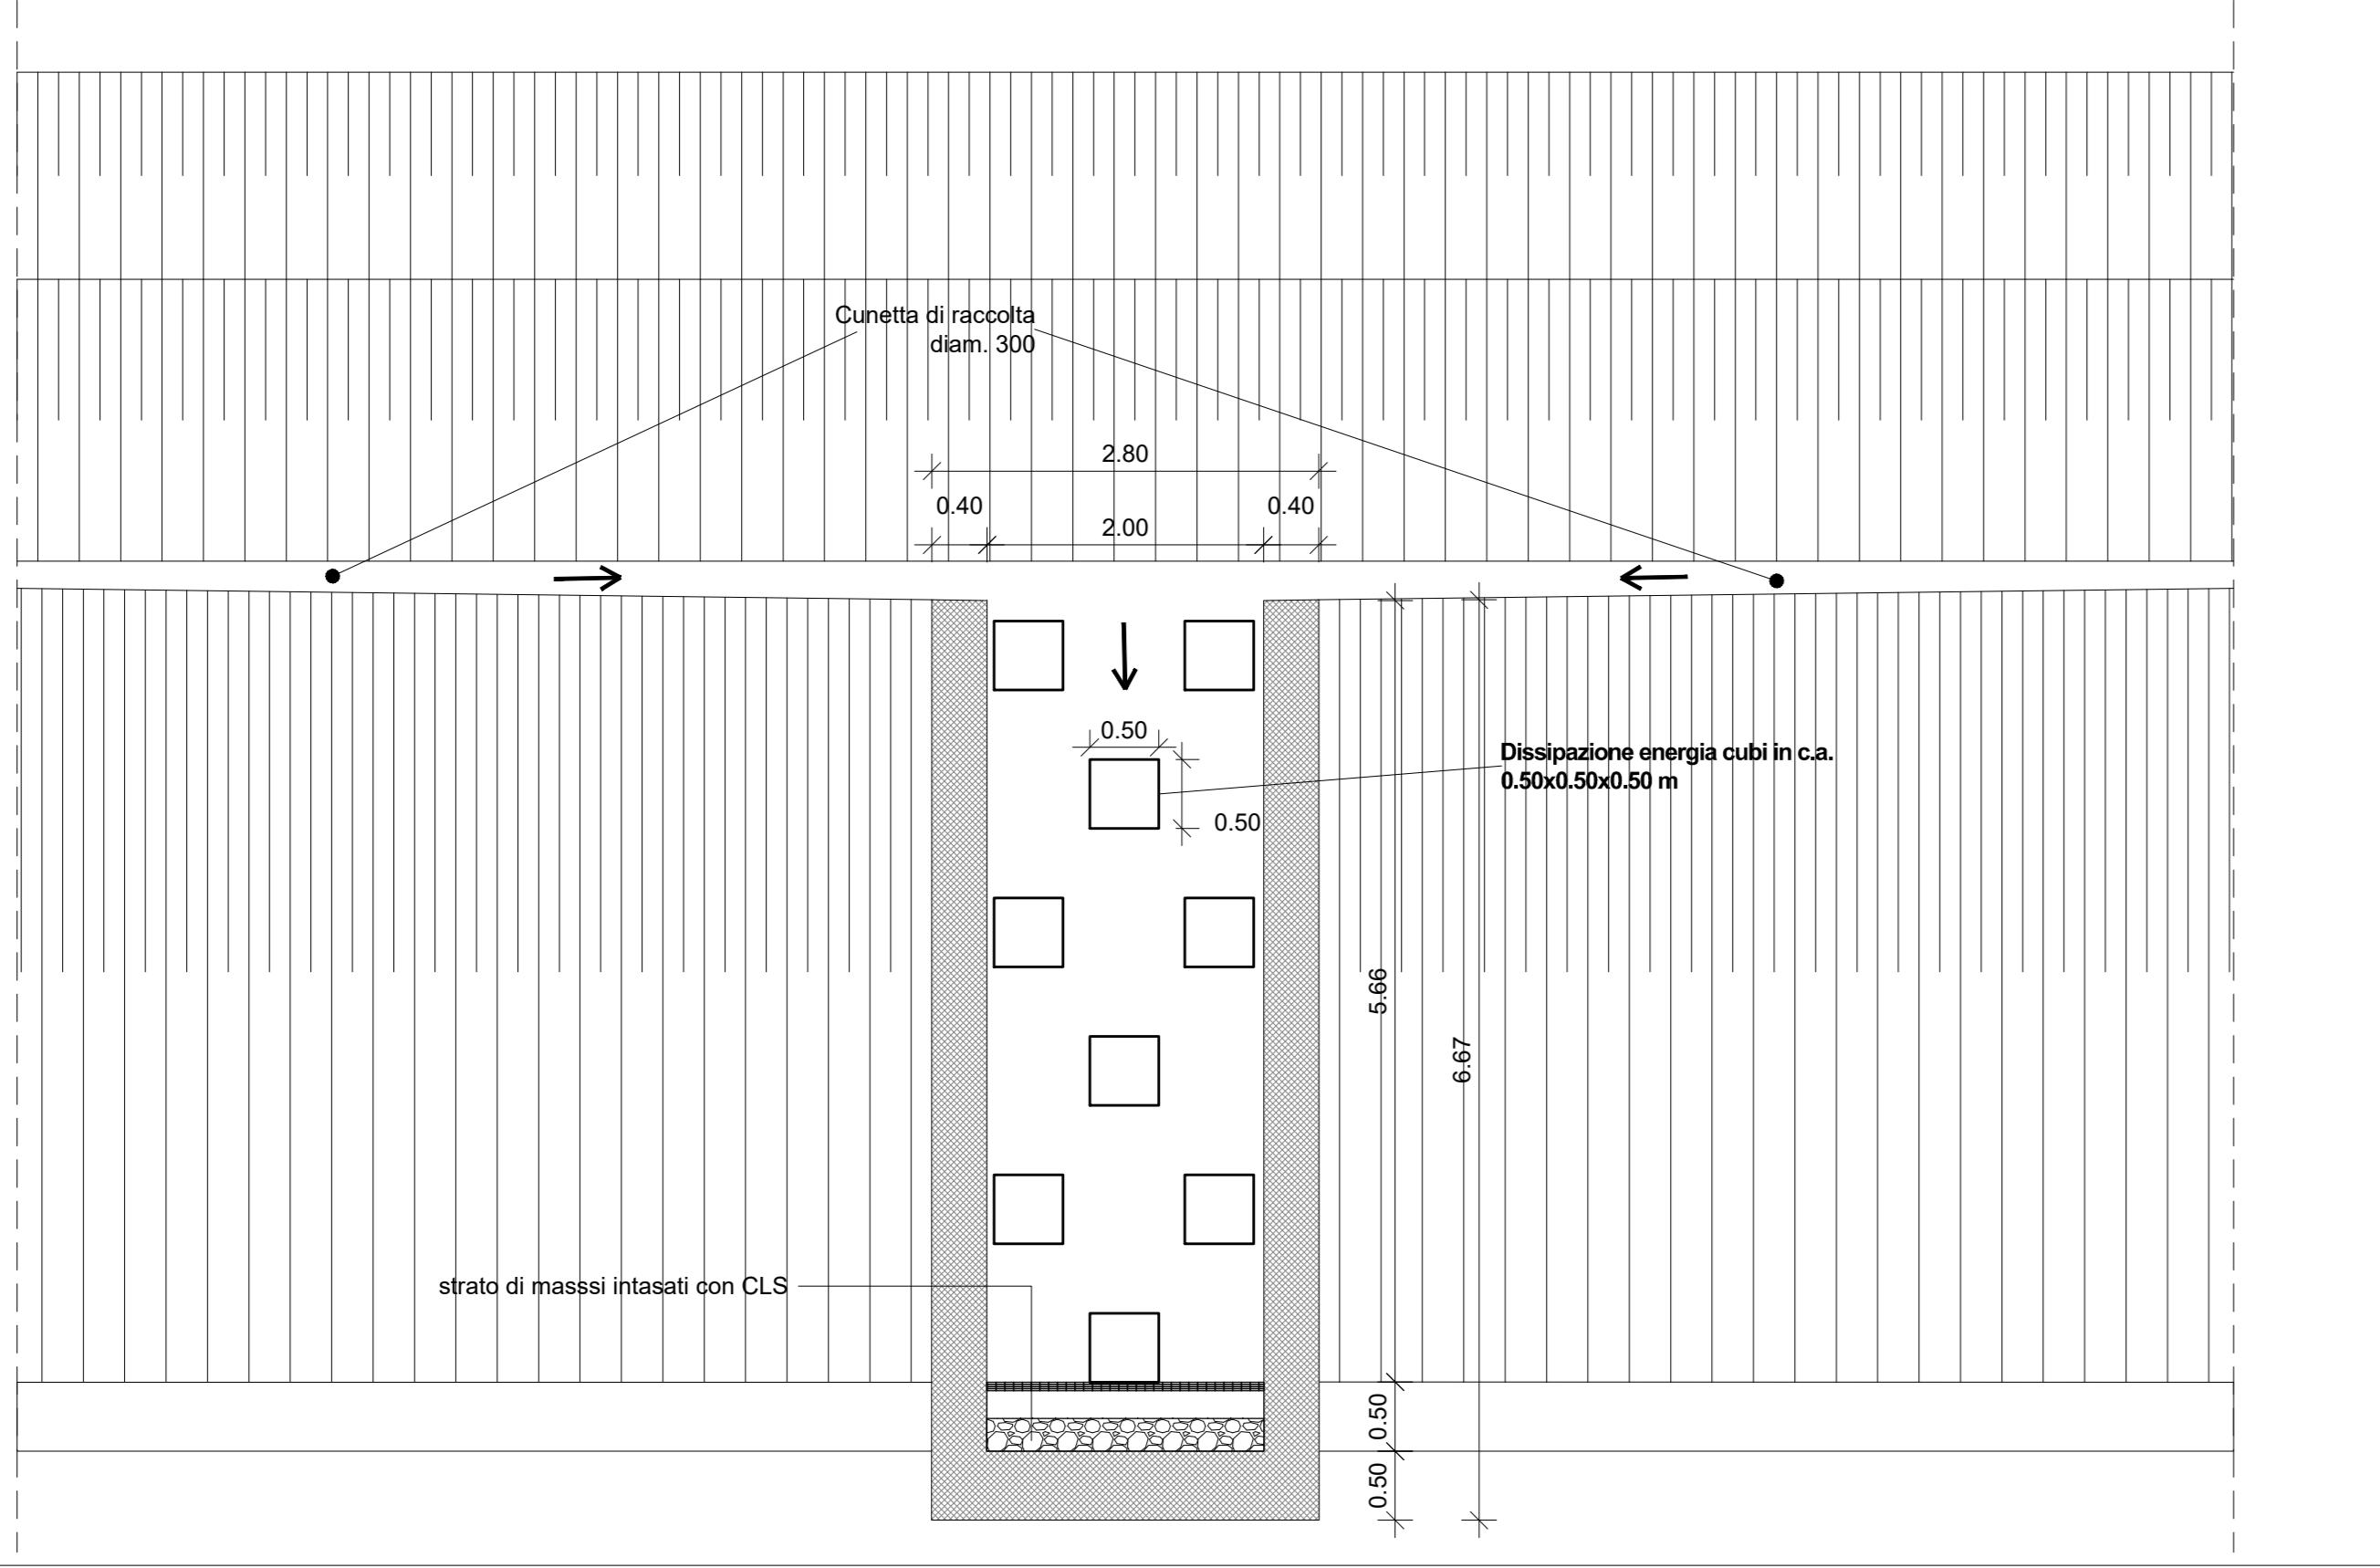 Cunetta di raccolta
diam. 300
2.80
0.40
0.40
2.00
0.50
Dissipazione energia cubi in c.a.
0.50x0.50x0.50 m
0.50
5.66
6.67
strato di masssi intasati con CLS
0.50
0.50